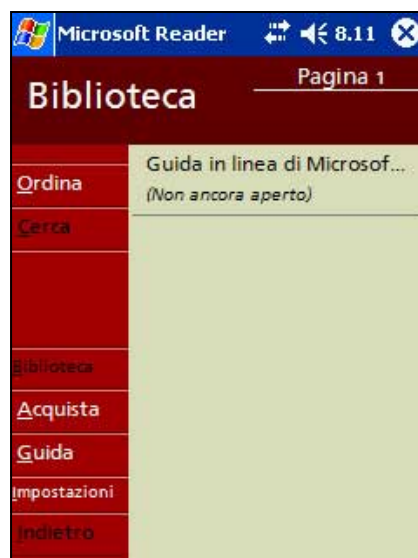 Microsoft Reader 8.11
Biblioteca
Pagina 1
Ordina
Cerca
Biblioteca
Acquista
Guida
Impostazioni
Indietro
Guida in linea di Microsof...
(Non ancora aperto)